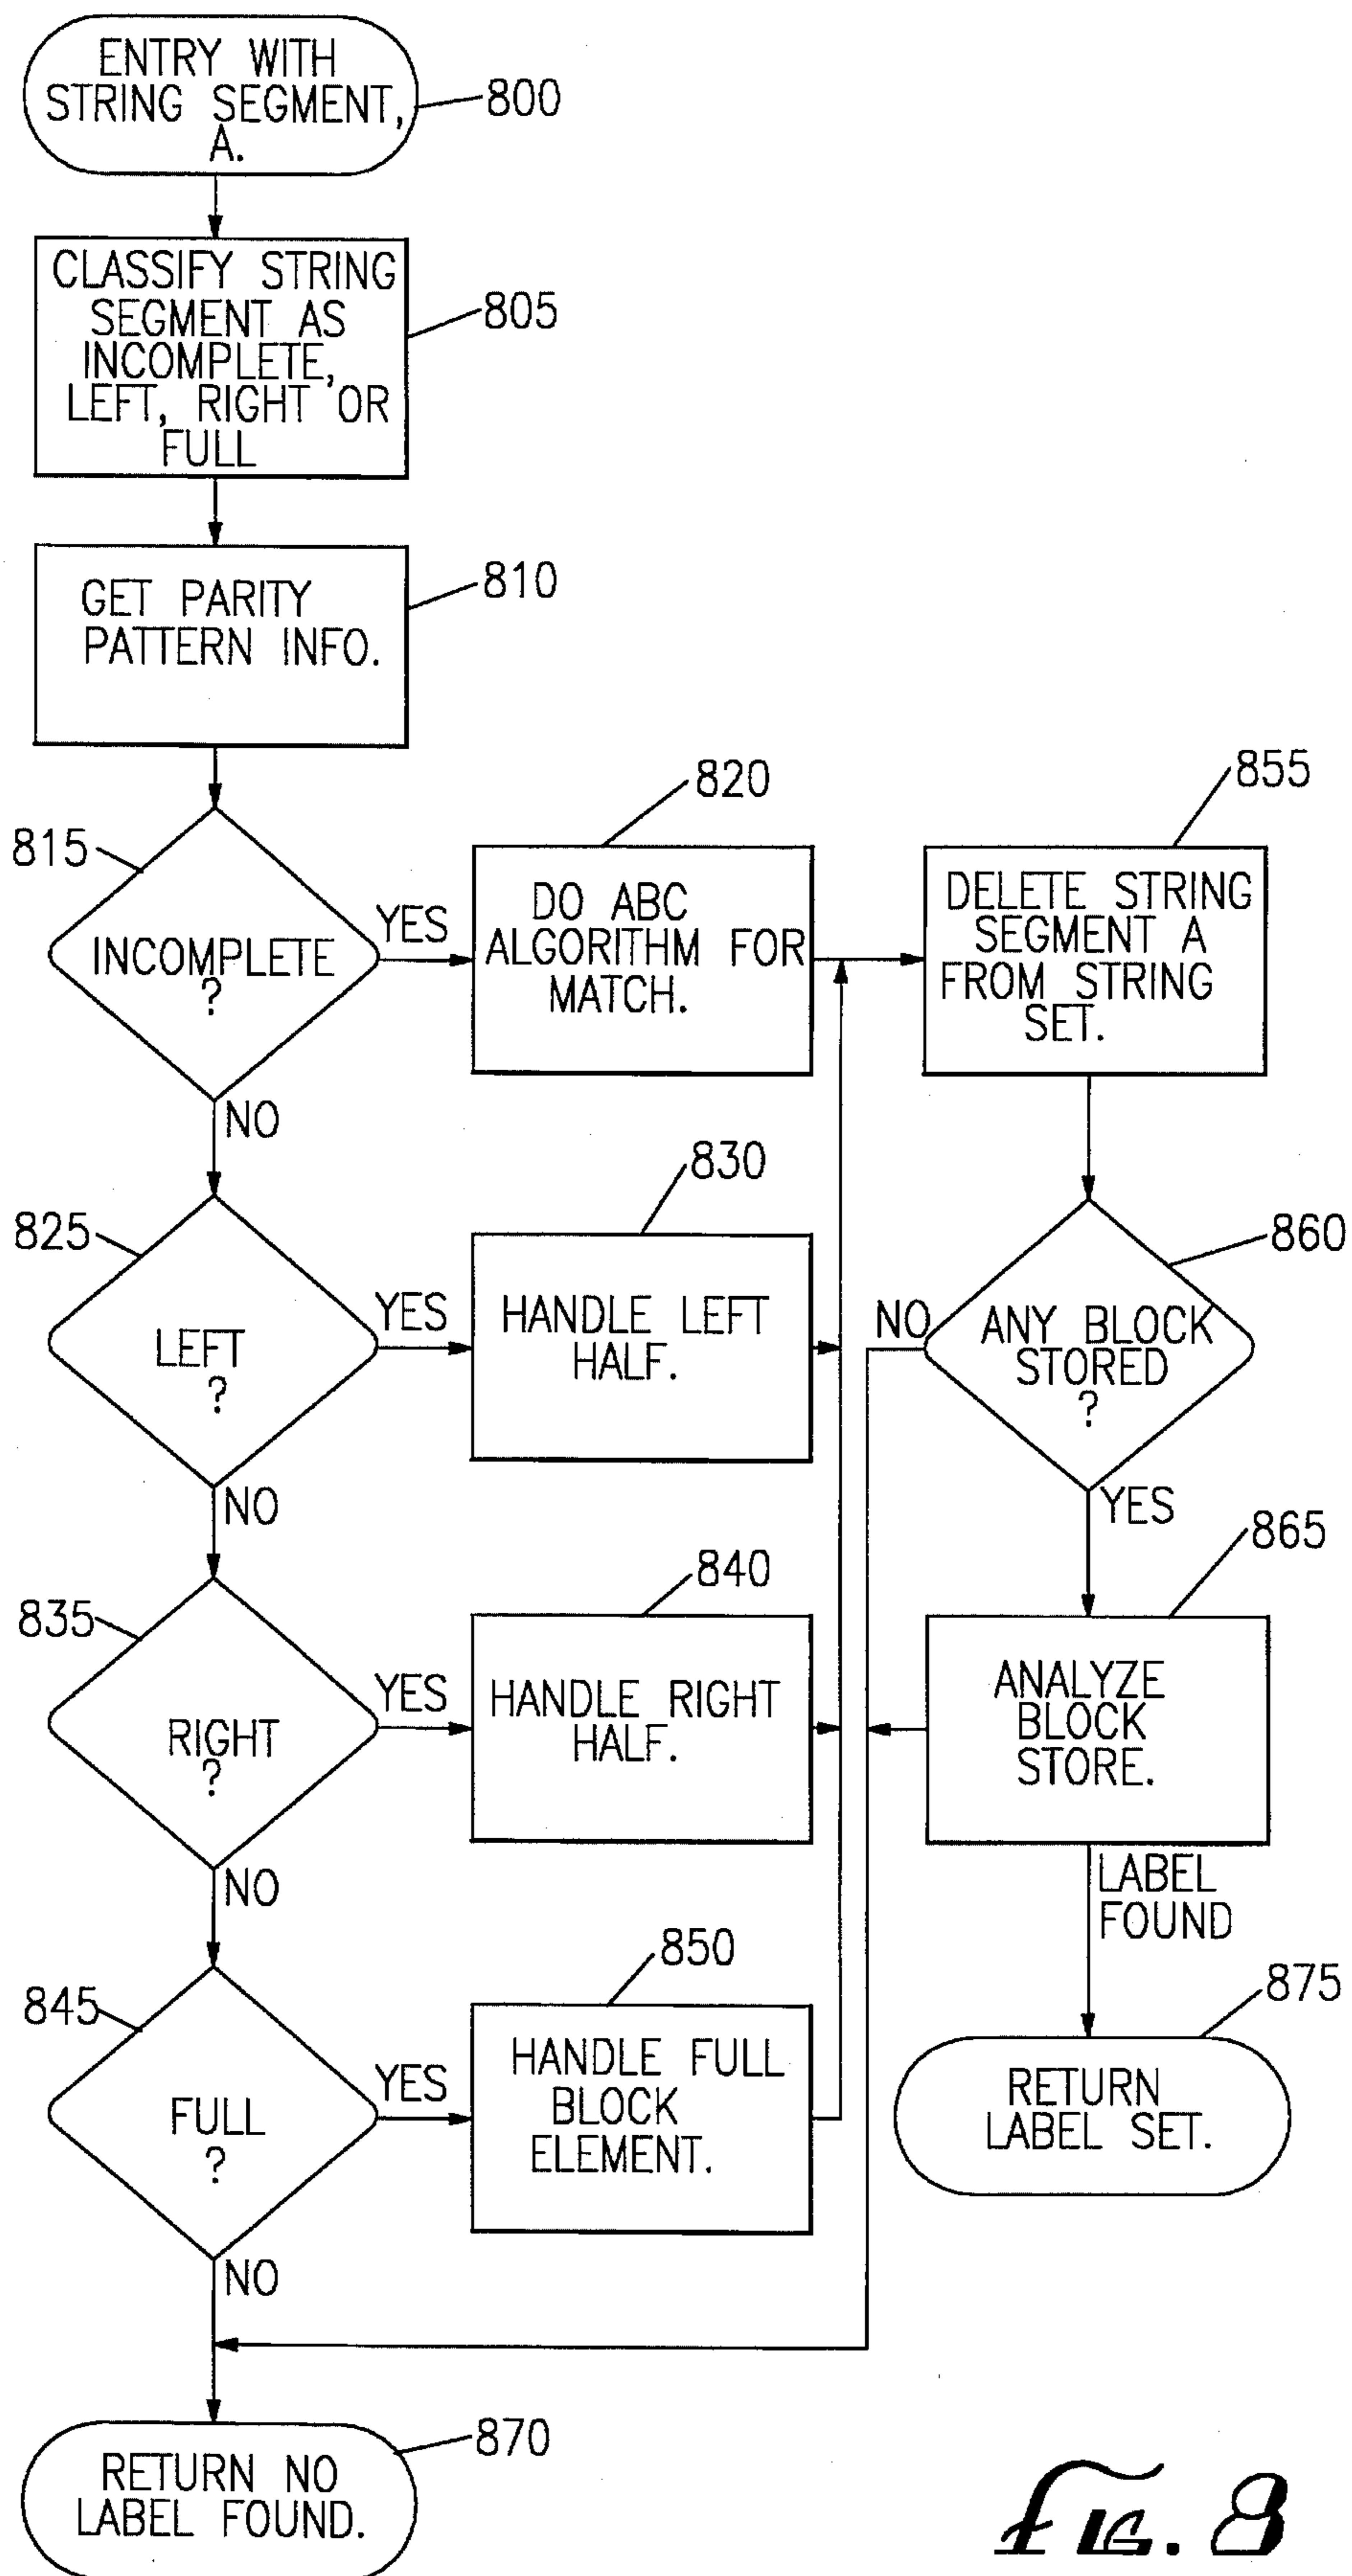 ENTRY WITH
STRING SEGMENT,
A.
800
CLASSIFY STRING
SEGMENT AS
INCOMPLETE,
LEFT, RIGHT OR
FULL
805
GET PARITY
PATTERN INFO.
810
815
INCOMPLETE
?
YES
NO
820
DO ABC
ALGORITHM FOR
MATCH.
855
DELETE STRING
SEGMENT A
FROM STRING
SET.
825
LEFT
?
YES
NO
830
HANDLE LEFT
HALF.
860
NO
ANY BLOCK
STORED
?
YES
835
RIGHT
?
YES
NO
840
HANDLE RIGHT
HALF.
865
ANALYZE
BLOCK
STORE.
LABEL
FOUND
845
FULL
?
YES
NO
850
HANDLE FULL
BLOCK
ELEMENT.
875
RETURN
LABEL SET.
870
RETURN NO
LABEL FOUND.
FIG. 8